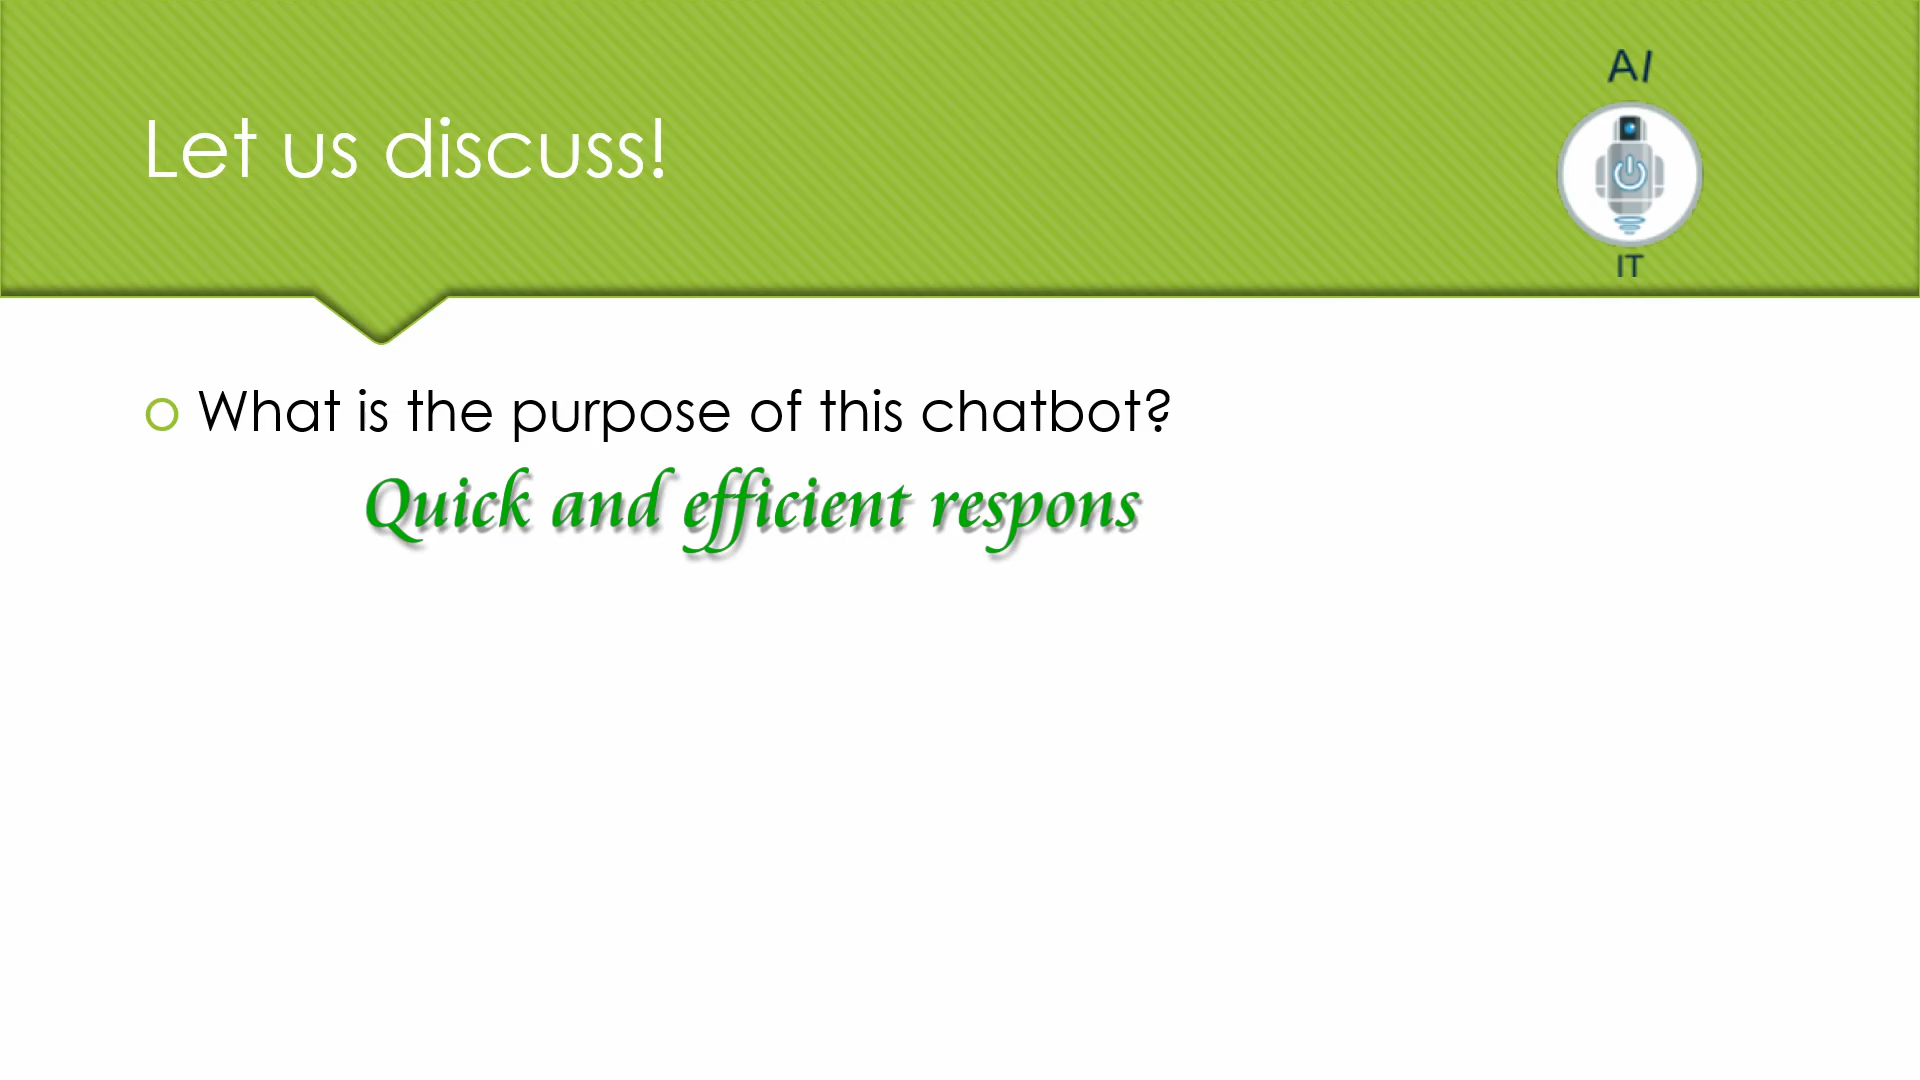 AI
Let us discuss!
IT
What is the purpose of this chatbot?
Quick and efficient respons